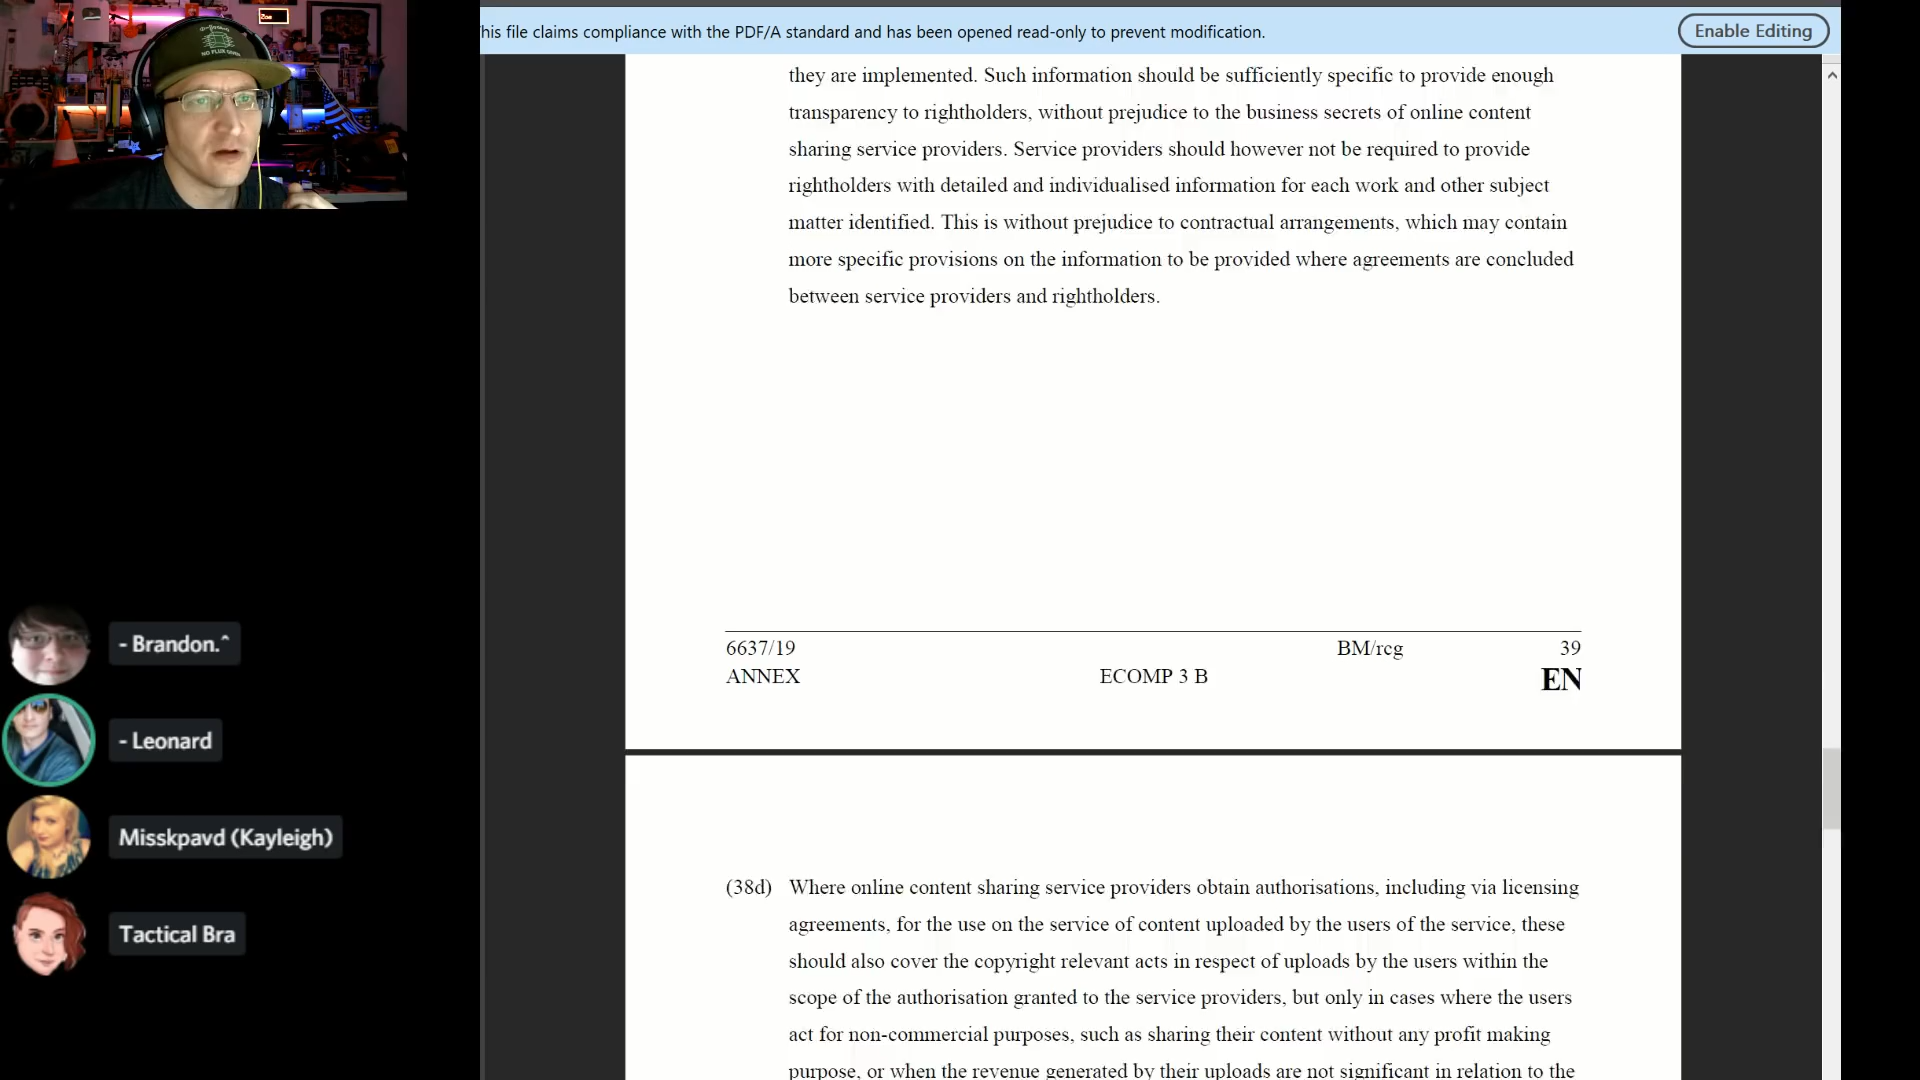 his file claims compliance with the PDF/A standard and has been opened read-only to prevent modification.
Enable Editing
they are implemented. Such information should be sufficiently specific to provide enough
transparency to rightholders, without prejudice to the business secrets of online content
sharing service providers. Service providers should however not be required to provide
rightholders with detailed and individualised information for each work and other subject
matter identified. This is without prejudice to contractual arrangements, which may contain
more specific provisions on the information to be provided where agreements are concluded
between service providers and rightholders.
6637/19 BM/rcg 39
ANNEX ECOMP 3 B EN
(38d) Where online content sharing service providers obtain authorisations, including via licensing
agreements, for the use on the service of content uploaded by the users of the service, these
should also cover the copyright relevant acts in respect of uploads by the users within the
scope of the authorisation granted to the service providers, but only in cases where the users
act for non-commercial purposes, such as sharing their content without any profit making
purpose, or when the revenue generated by their uploads are not significant in relation to the
- Brandon.^
- Leonard
Misskpavd (Kayleigh)
Tactical Bra
NO FLUX GIVEN